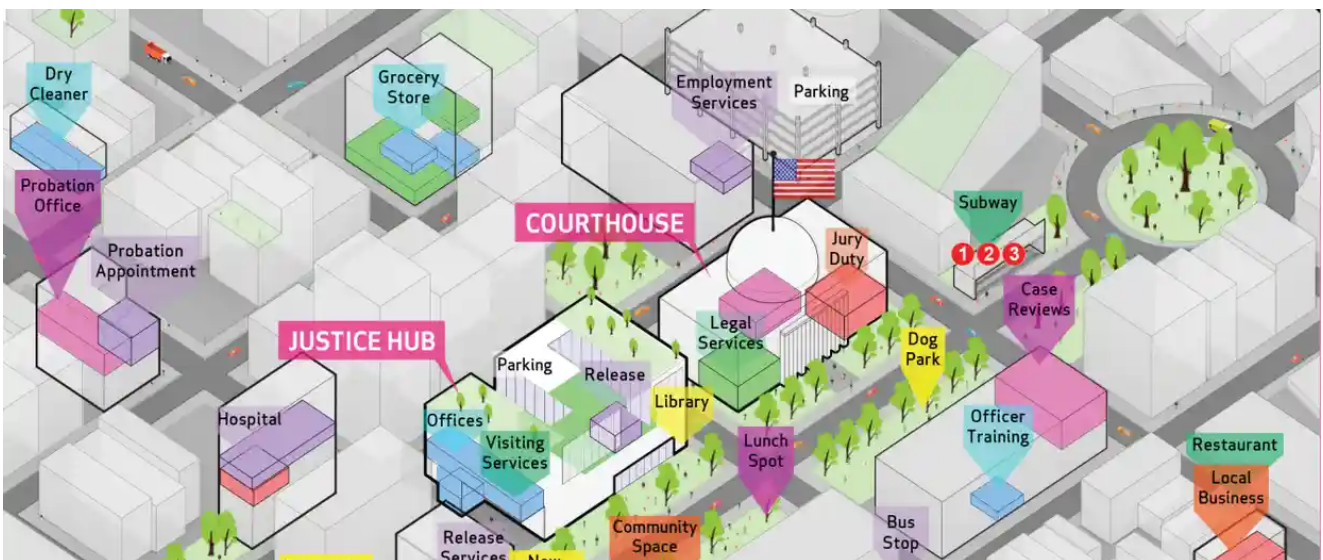 Dry
Cleaner
Grocery
Store
Employment
Services
Parking
Probation
Office
Probation
Appointment
COURTHOUSE
Jury
Duty
Subway
1 2 3
Case
Reviews
JUSTICE HUB
Parking
Release
Legal
Services
Dog
Park
Library
Hospital
Offices
Visiting
Services
Lunch
Spot
Officer
Training
Restaurant
Local
Business
Release
Services
Community
Space
Bus
Stop